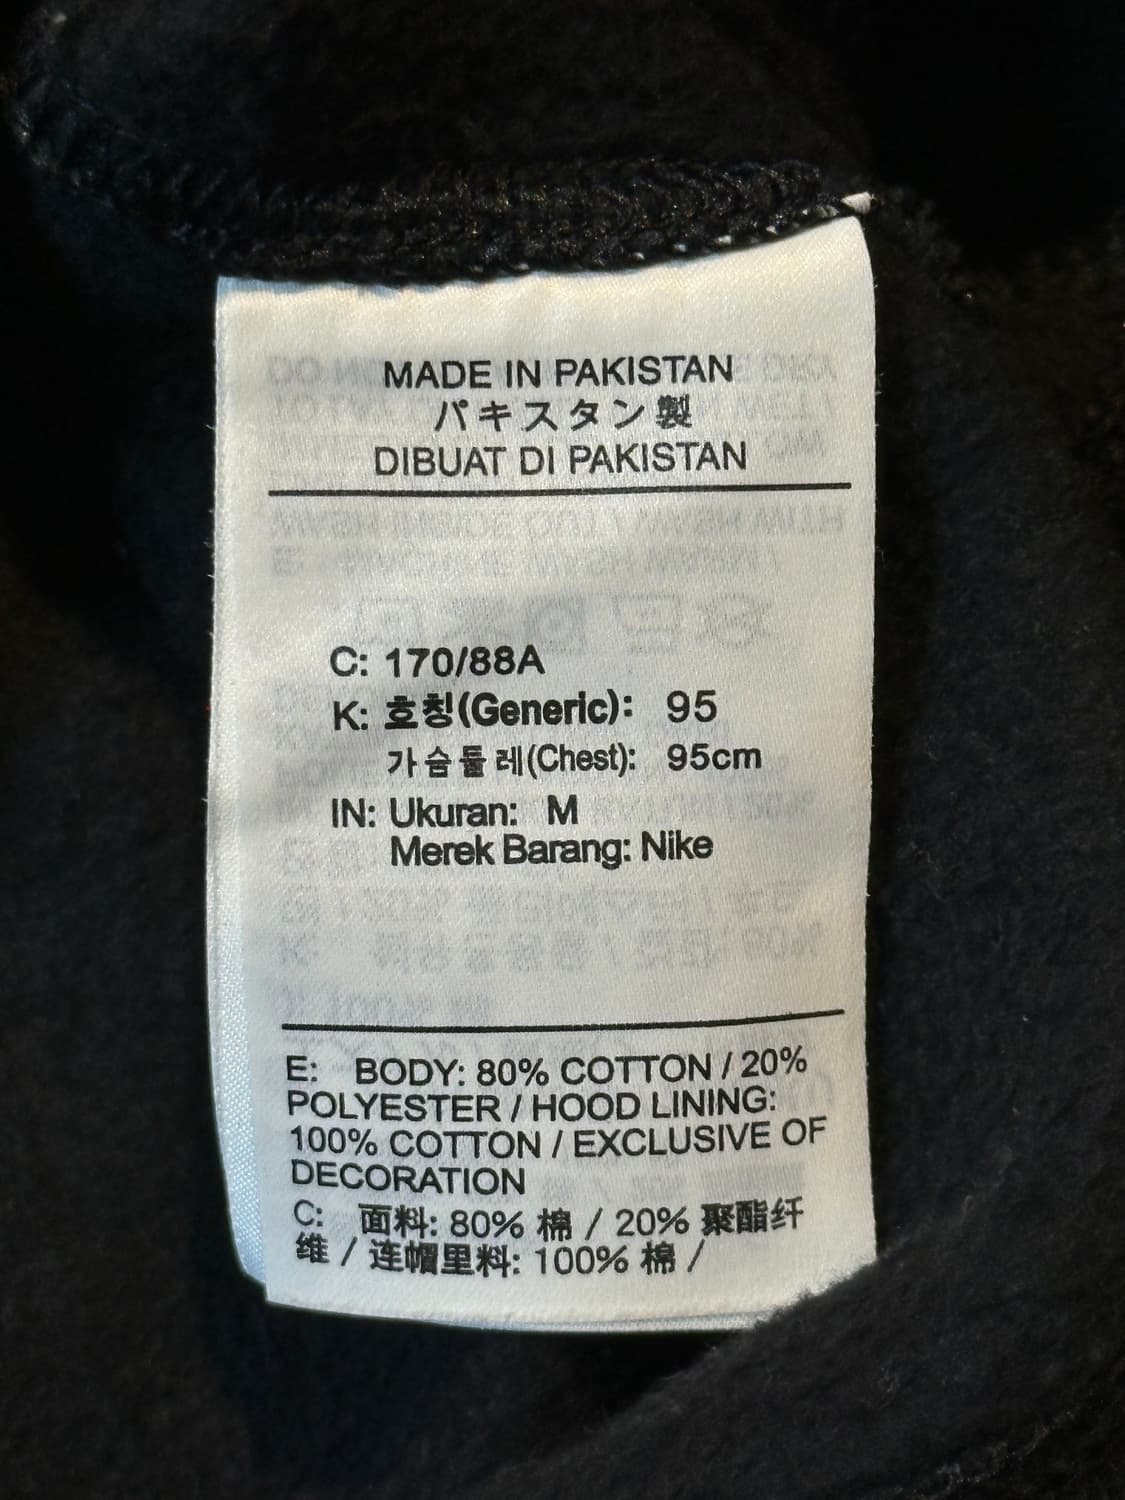 MADE IN PAKISTAN
パキスタン製
DIBUAT DI PAKISTAN
C: 170/88A
K: 호칭(Generic): 95
가슴둘레(Chest): 95cm
IN: Ukuran: M
Merek Barang: Nike
E: BODY: 80% COTTON / 20%
POLYESTER / HOOD LINING:
100% COTTON / EXCLUSIVE OF
DECORATION
C: 面料: 80% 棉 / 20% 聚酯纤
维 / 连帽里料: 100% 棉 /